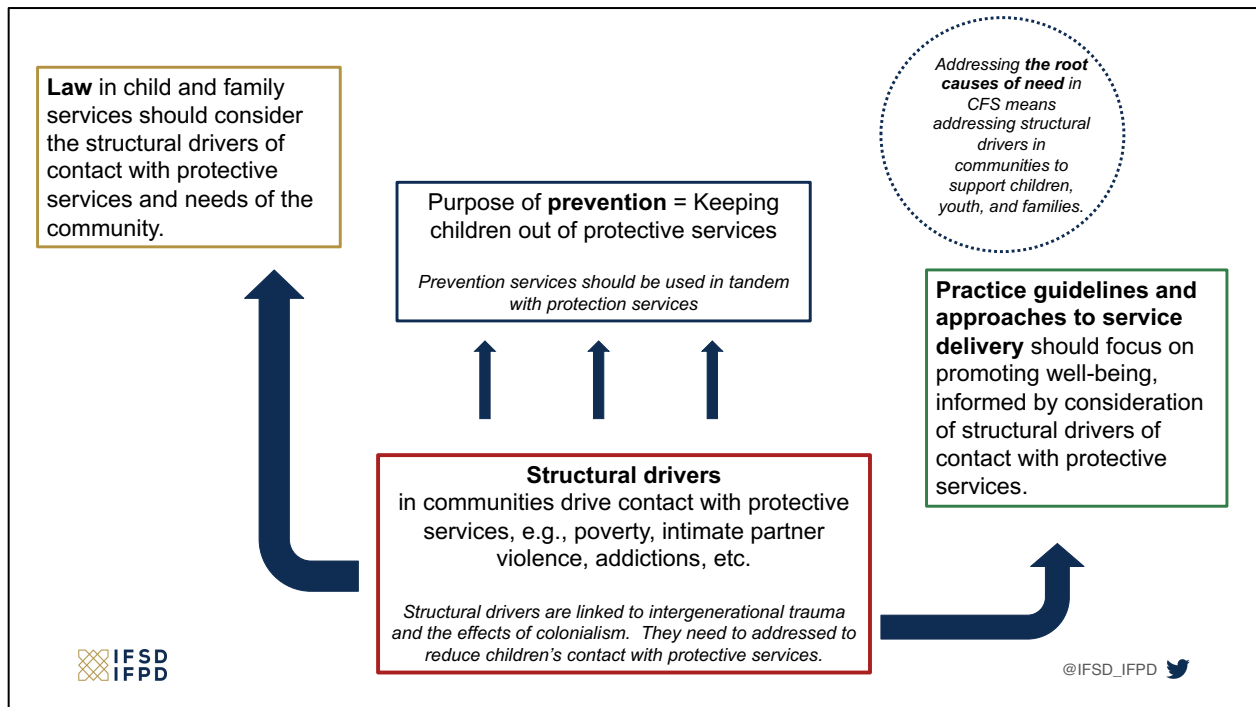 Law in child and family
services should consider
the structural drivers of
contact with protective
services and needs of the
community.
Purpose of prevention = Keeping
children out of protective services
Prevention services should be used in tandem
with protection services
Addressing the root
causes of need in
CFS means
addressing structural
drivers in
communities to
support children,
youth, and families.
Practice guidelines and
approaches to service
delivery should focus on
promoting well-being,
informed by consideration
of structural drivers of
contact with protective
services.
Structural drivers
in communities drive contact with protective
services, e.g., poverty, intimate partner
violence, addictions, etc.
Structural drivers are linked to intergenerational trauma
and the effects of colonialism.  They need to addressed to
reduce children’s contact with protective services.
IFSD
IFPD
@IFSD_IFPD